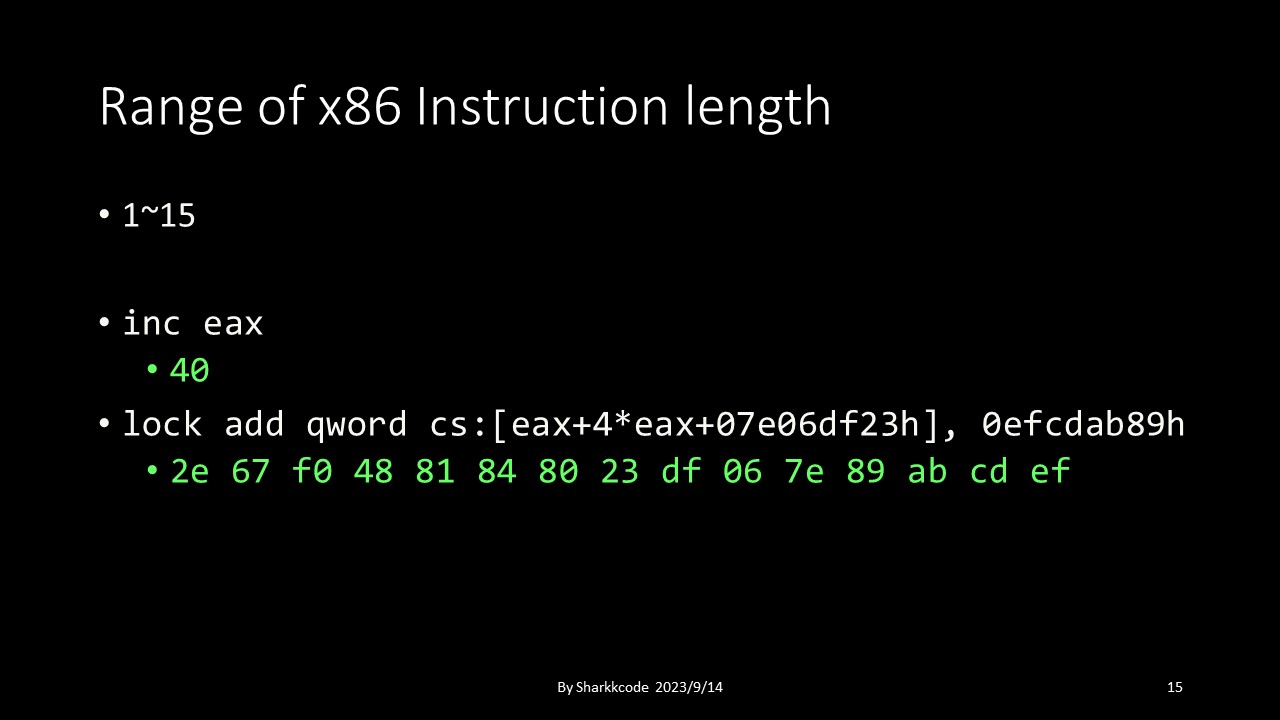 Range of x86 Instruction length
• 1~15
• inc eax
• 40
• lock add qword cs:[eax+4*eax+07e06df23h], 0efcdab89h
• 2e 67 f0 48 81 84 80 23 df 06 7e 89 ab cd ef
By Sharkkcode 2023/9/14
15